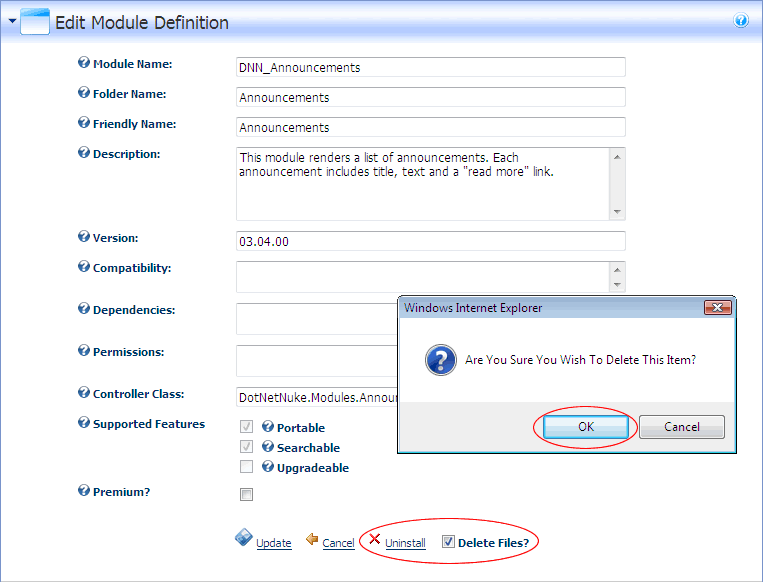 Edit Module Definition
Module Name:
DNN_Announcements
Folder Name:
Announcements
Friendly Name:
Announcements
Description:
This module renders a list of announcements. Each
announcement includes title, text and a "read more" link.
Version:
03.04.00
Compatibility:
Dependencies:
Permissions:
Controller Class:
DotNetNuke.Modules.Announ
Supported Features
Portable
Searchable
Upgradeable
Premium?
Update
Cancel
Uninstall
Delete Files?
Windows Internet Explorer
Are You Sure You Wish To Delete This Item?
OK
Cancel